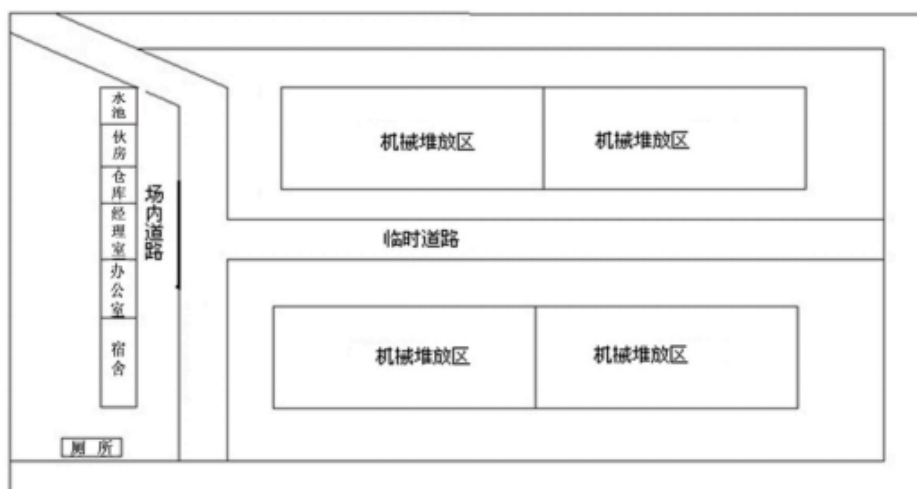 水池
伙房
仓库
经理室
办公室
宿舍
厕所
场内道路
机械堆放区
机械堆放区
临时道路
机械堆放区
机械堆放区